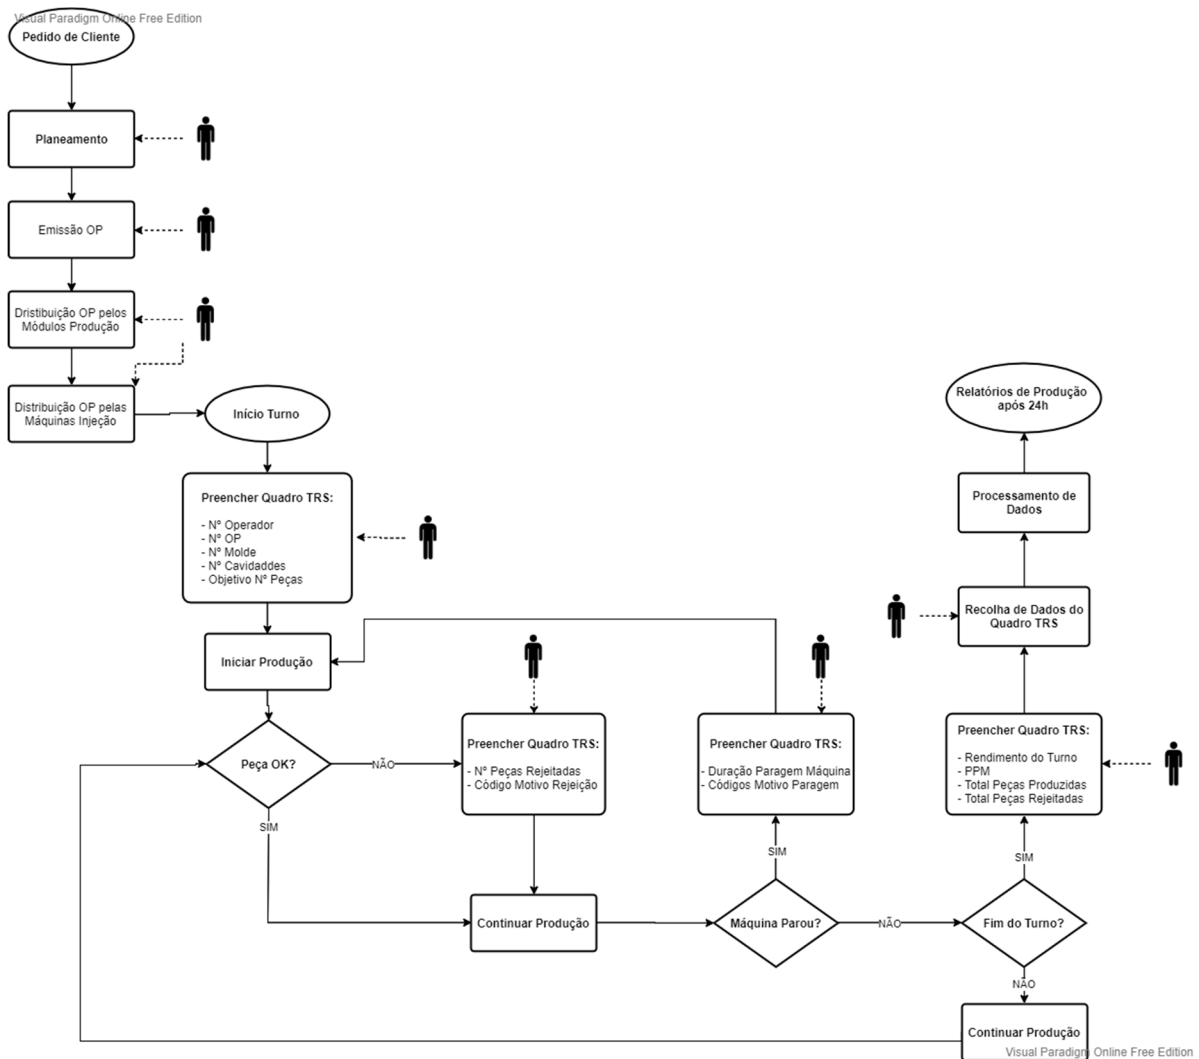 Visual Paradigm Online Free Edition
Pedido de Cliente
Planeamento
Emissão OP
Dristibuição OP pelos
Módulos Produção
Distribuição OP pelas
Máquinas Injeção
Início Turno
Preencher Quadro TRS:
- Nº Operador
- Nº OP
- Nº Molde
- Nº Cavidaddes
- Objetivo Nº Peças
Iniciar Produção
Peça OK?
NÃO
SIM
Preencher Quadro TRS:
- Nº Peças Rejeitadas
- Código Motivo Rejeição
Continuar Produção
Máquina Parou?
SIM
NÃO
Preencher Quadro TRS:
- Duração Paragem Máquina
- Códigos Motivo Paragem
Fim do Turno?
SIM
NÃO
Continuar Produção
Preencher Quadro TRS:
- Rendimento do Turno
- PPM
- Total Peças Produzidas
- Total Peças Rejeitadas
Recolha de Dados do
Quadro TRS
Processamento de
Dados
Relatórios de Produção
após 24h
Visual Paradigm Online Free Edition